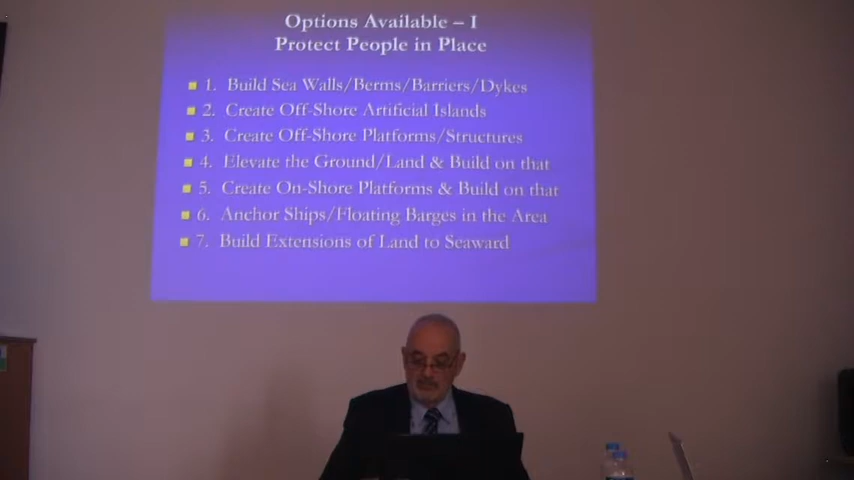 Options Available – I
Protect People in Place
1. Build Sea Walls/Berms/Barriers/Dykes
2. Create Off-Shore Artificial Islands
3. Create Off-Shore Platforms/Structures
4. Elevate the Ground/Land & Build on that
5. Create On-Shore Platforms & Build on that
6. Anchor Ships/Floating Barges in the Area
7. Build Extensions of Land to Seaward